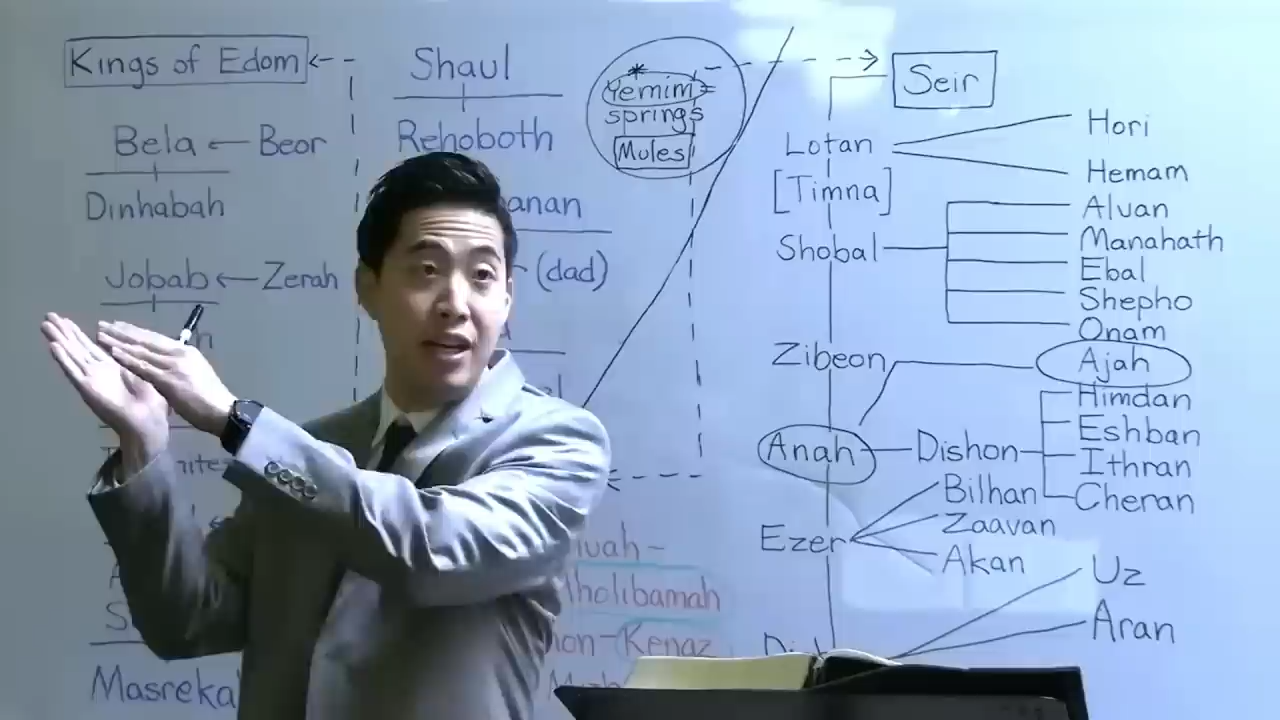 Kings of Edom
Bela ← Beor
Dinhabah
Jobab ← Zerah
Masreka
Shaul
Rehoboth
(dad)
Aholibamah
Kenaz
*
Yemim =
springs
Mules
Seir
Lotan
Hori
Hemam
[Timna]
Shobal
Alvan
Manahath
Ebal
Shepho
Onam
Zibeon
Ajah
Anah
Dishon
Himdan
Eshban
Ithran
Cheran
Ezer
Bilhan
Zaavan
Akan
Uz
Aran